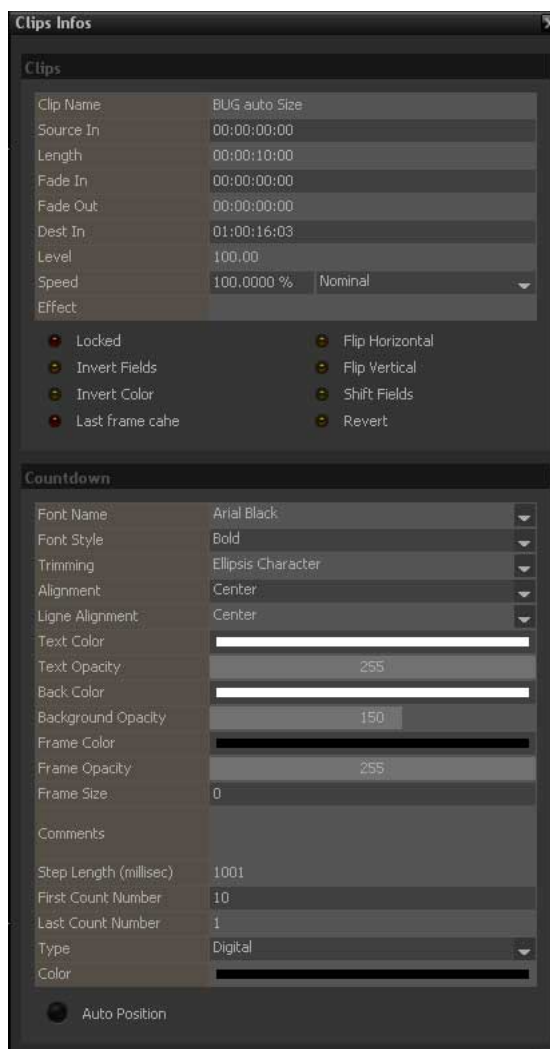 Clips Infos
Clips
Clip Name BUG auto Size
Source In 00:00:00:00
Length 00:00:10:00
Fade In 00:00:00:00
Fade Out 00:00:00:00
Dest In 01:00:16:03
Level 100.00
Speed 100.0000 % Nominal
Effect
Locked Flip Horizontal
Invert Fields Flip Vertical
Invert Color Shift Fields
Last frame cahe Revert
Countdown
Font Name Arial Black
Font Style Bold
Trimming Ellipsis Character
Alignment Center
Ligne Alignment Center
Text Color
Text Opacity 255
Back Color
Background Opacity 150
Frame Color
Frame Opacity 255
Frame Size 0
Comments
Step Length (millisec) 1001
First Count Number 10
Last Count Number 1
Type Digital
Color
Auto Position